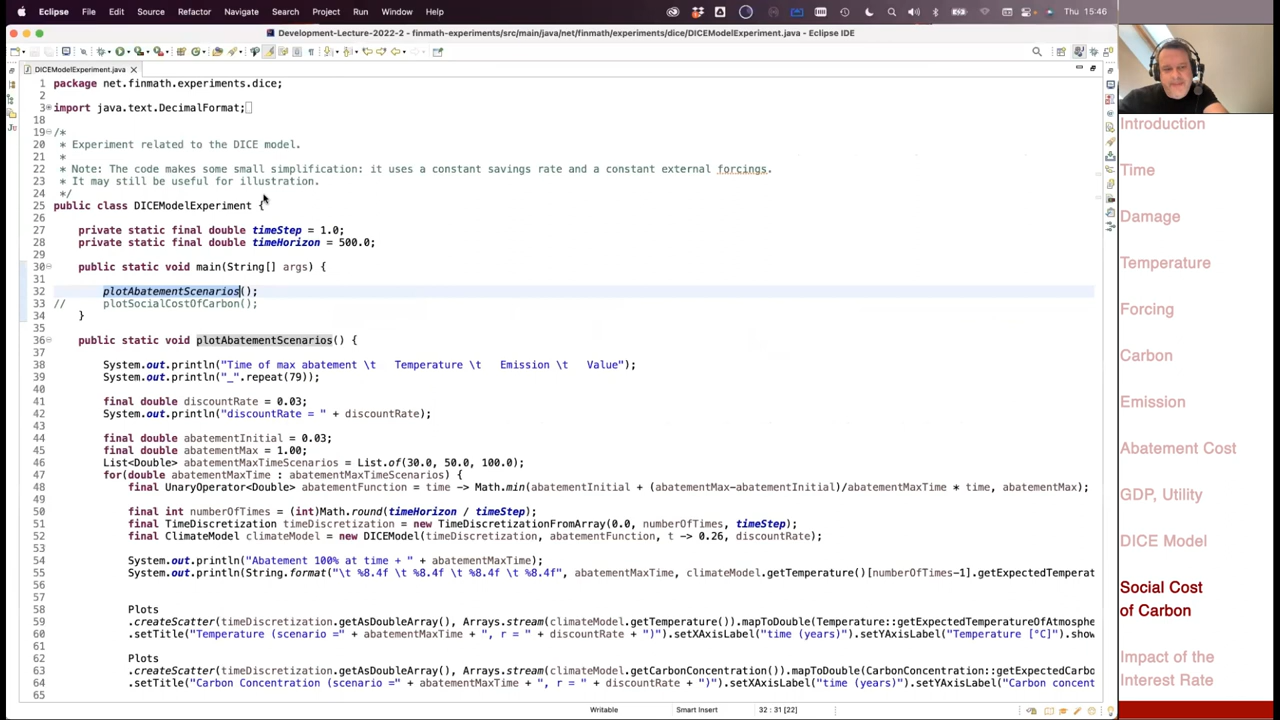 Eclipse File Edit Source Refactor Navigate Search Project Run Window Help
Thu 15:46
Development-Lecture-2022-2 - finmath-experiments/src/main/java/net/finmath/experiments/dice/DICEModelExperiment.java - Eclipse IDE
DICEModelExperiment.java
1 package net.finmath.experiments.dice;
2
3 import java.text.DecimalFormat;
18
19 /*
20 * Experiment related to the DICE model.
21 *
22 * Note: The code makes some small simplification: it uses a constant savings rate and a constant external forcings.
23 * It may still be useful for illustration.
24 */
25 public class DICEModelExperiment {
26
27 private static final double timeStep = 1.0;
28 private static final double timeHorizon = 500.0;
29
30 public static void main(String[] args) {
31
32 plotAbatementScenarios();
33 // plotSocialCostOfCarbon();
34 }
35
36 public static void plotAbatementScenarios() {
37
38 System.out.println("Time of max abatement \t Temperature \t Emission \t Value");
39 System.out.println("_".repeat(79));
40
41 final double discountRate = 0.03;
42 System.out.println("discountRate = " + discountRate);
43
44 final double abatementInitial = 0.03;
45 final double abatementMax = 1.00;
46 List<Double> abatementMaxTimeScenarios = List.of(30.0, 50.0, 100.0);
47 for(double abatementMaxTime : abatementMaxTimeScenarios) {
48 final UnaryOperator<Double> abatementFunction = time -> Math.min(abatementInitial + (abatementMax-abatementInitial)/abatementMaxTime * time, abatementMax);
49
50 final int numberOfTimes = (int)Math.round(timeHorizon / timeStep);
51 final TimeDiscretization timeDiscretization = new TimeDiscretizationFromArray(0.0, numberOfTimes, timeStep);
52 final ClimateModel climateModel = new DICEModel(timeDiscretization, abatementFunction, t -> 0.26, discountRate);
53
54 System.out.println("Abatement 100% at time + " + abatementMaxTime);
55 System.out.println(String.format("\t %8.4f \t %8.4f \t %8.4f \t %8.4f", abatementMaxTime, climateModel.getTemperature()[numberOfTimes-1].getExpectedTemperat
56
57
58 Plots
59 .createScatter(timeDiscretization.getAsDoubleArray(), Arrays.stream(climateModel.getTemperature()).mapToDouble(Temperature::getExpectedTemperatureOfAtmosphe
60 .setTitle("Temperature (scenario =" + abatementMaxTime + ", r = " + discountRate + ")").setXAxisLabel("time (years)").setYAxisLabel("Temperature [°C]").show
61
62 Plots
63 .createScatter(timeDiscretization.getAsDoubleArray(), Arrays.stream(climateModel.getCarbonConcentration()).mapToDouble(CarbonConcentration::getExpectedCarbo
64 .setTitle("Carbon Concentration (scenario =" + abatementMaxTime + ", r = " + discountRate + ")").setXAxisLabel("time (years)").setYAxisLabel("Carbon concent
65
Writable
Smart Insert
32 : 31 [22]
Introduction
Time
Damage
Temperature
Forcing
Carbon
Emission
Abatement Cost
GDP, Utility
DICE Model
Social Cost
of Carbon
Impact of the
Interest Rate